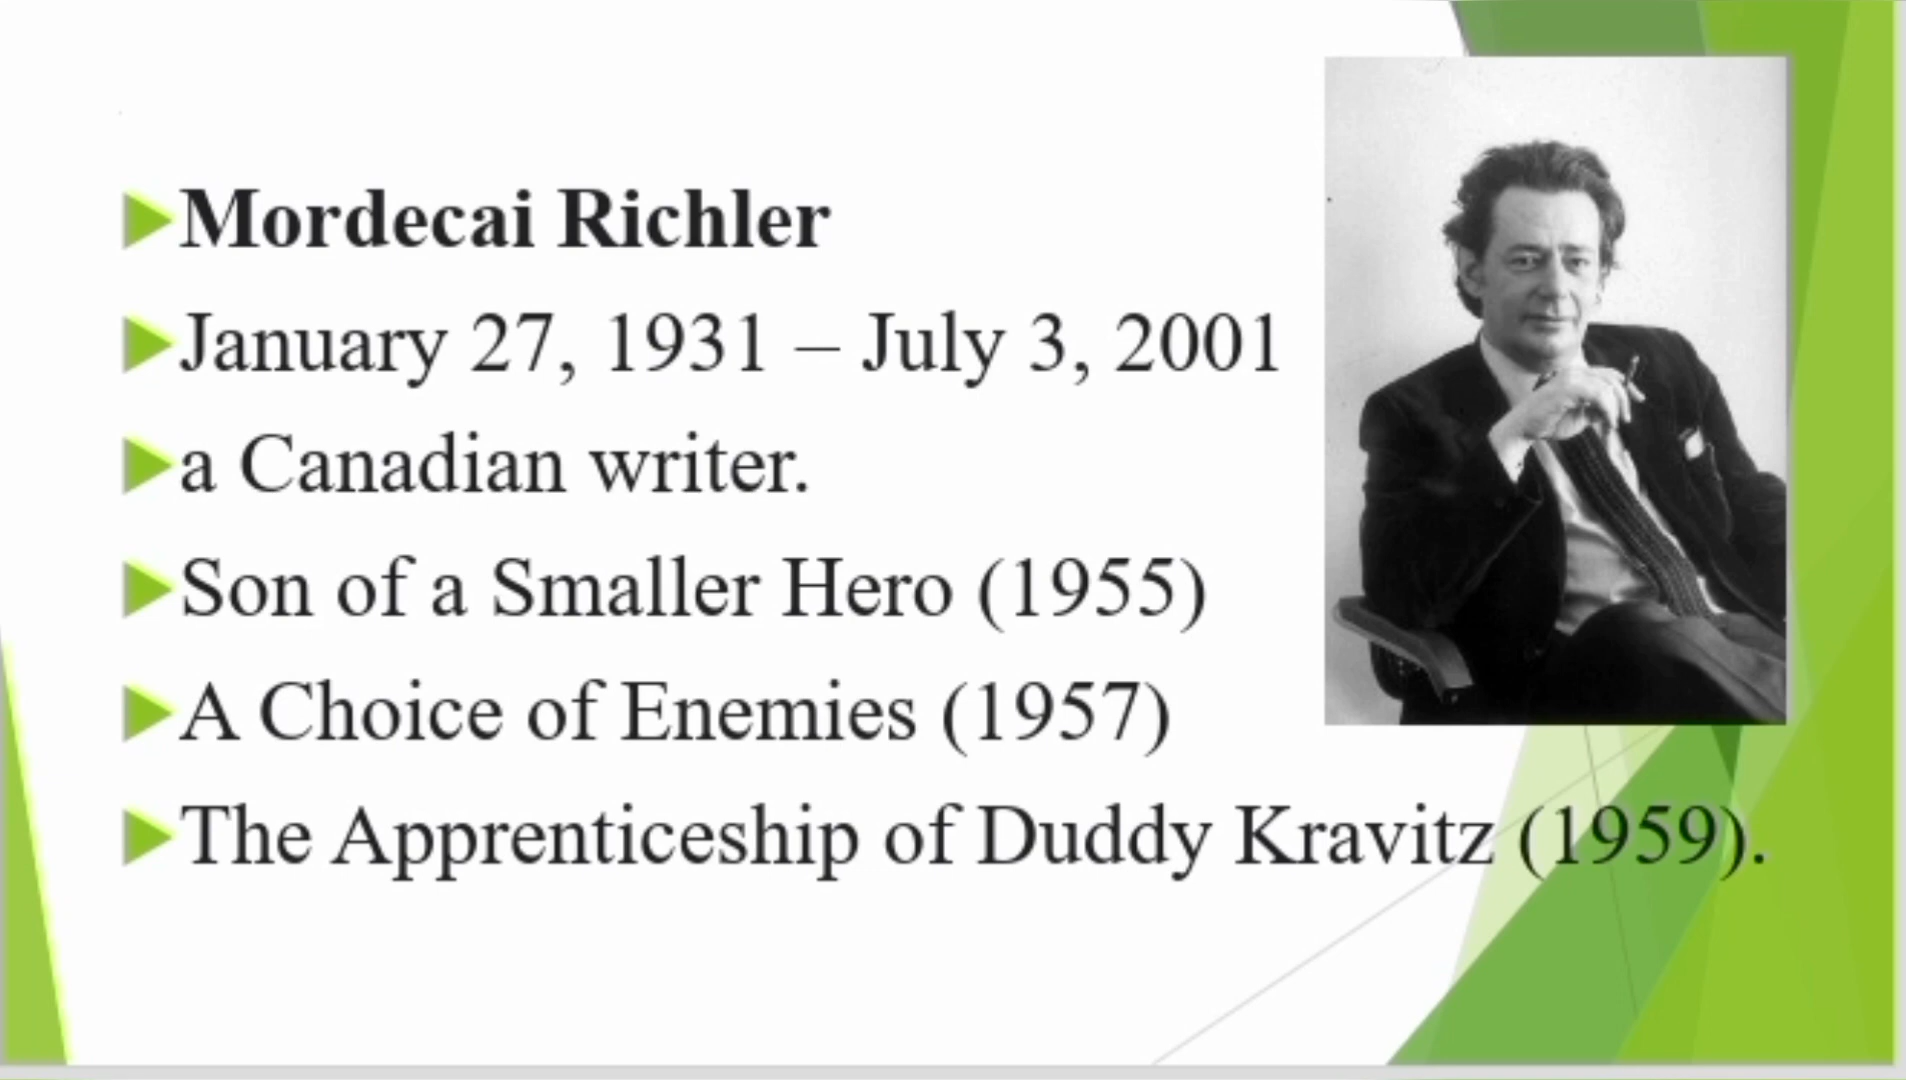 Mordecai Richler
January 27, 1931 – July 3, 2001
a Canadian writer.
Son of a Smaller Hero (1955)
A Choice of Enemies (1957)
The Apprenticeship of Duddy Kravitz (1959).